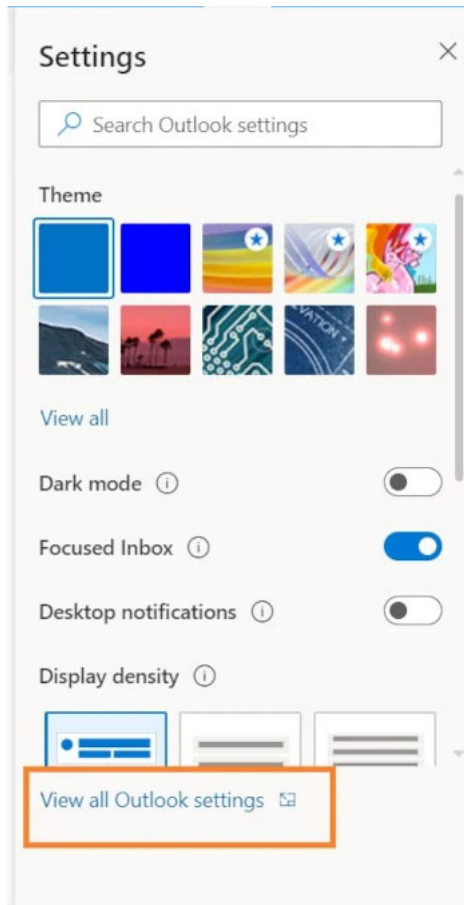 Settings
Search Outlook settings
Theme
ELEVATION
View all
Dark mode
Focused Inbox
Desktop notifications
Display density
View all Outlook settings